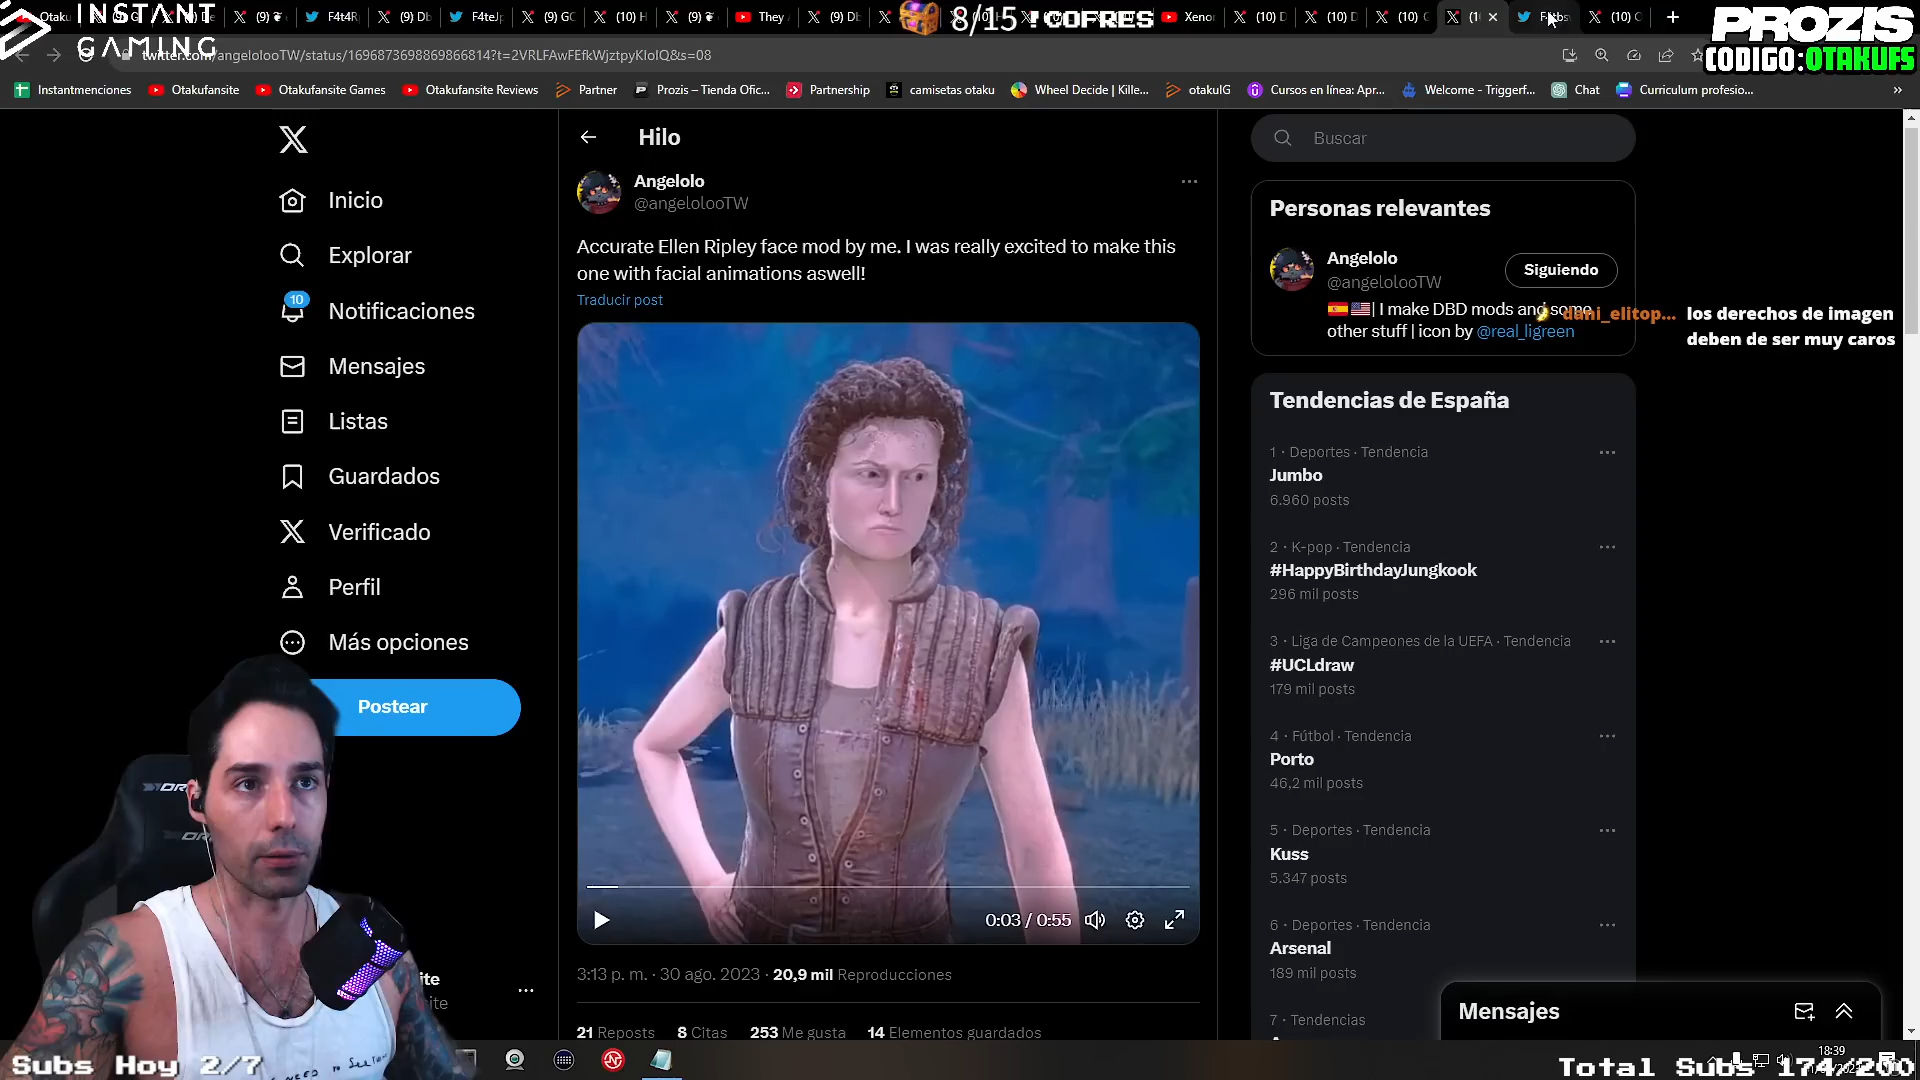 INSTANT
GAMING
8/15 !COFRES
PROZIS
CODIGO:OTAKUFS
twitter.com/angelolooTW/status/1696873698869866814?t=2VRLFAwFEfkWjztpyKIoIQ&s=08
Instantmenciones
Otakufansite
Otakufansite Games
Otakufansite Reviews
Partner
Prozis – Tienda Ofic...
Partnership
camisetas otaku
Wheel Decide | Kille...
otakuIG
Cursos en línea: Apr...
Welcome - Triggerf...
Chat
Curriculum profesio...
Inicio
Explorar
10
Notificaciones
Mensajes
Listas
Guardados
Verificado
Perfil
Más opciones
Postear
Hilo
Angelolo
@angelolooTW
Accurate Ellen Ripley face mod by me. I was really excited to make this
one with facial animations aswell!
Traducir post
0:03 / 0:55
3:13 p. m. · 30 ago. 2023 · 20,9 mil Reproducciones
21 Reposts 8 Citas 253 Me gusta 14 Elementos guardados
Buscar
Personas relevantes
Angelolo
@angelolooTW
Siguiendo
| I make DBD mods and some
other stuff | icon by @real_ligreen
dani_elitop... los derechos de imagen
deben de ser muy caros
Tendencias de España
1 · Deportes · Tendencia
Jumbo
6.960 posts
2 · K-pop · Tendencia
#HappyBirthdayJungkook
296 mil posts
3 · Liga de Campeones de la UEFA · Tendencia
#UCLdraw
179 mil posts
4 · Fútbol · Tendencia
Porto
46,2 mil posts
5 · Deportes · Tendencia
Kuss
5.347 posts
6 · Deportes · Tendencia
Arsenal
189 mil posts
7 · Tendencias
Mensajes
18:39
Subs Hoy 2/7
Total Subs 174/200